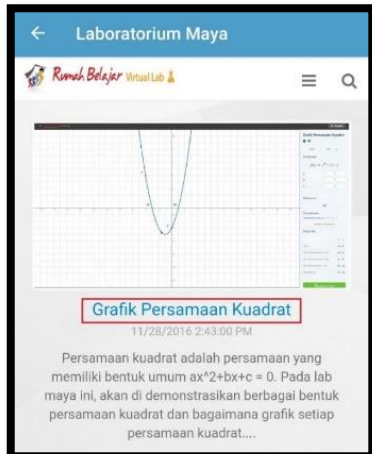 Laboratorium Maya
Rumah Belajar Virtual Lab
Grafik Persamaan Kuadrat
11/28/2016 2:43:00 PM
Persamaan kuadrat adalah persamaan yang
memiliki bentuk umum ax^2+bx+c = 0. Pada lab
maya ini, akan di demonstrasikan berbagai bentuk
persamaan kuadrat dan bagaimana grafik setiap
persamaan kuadrat....